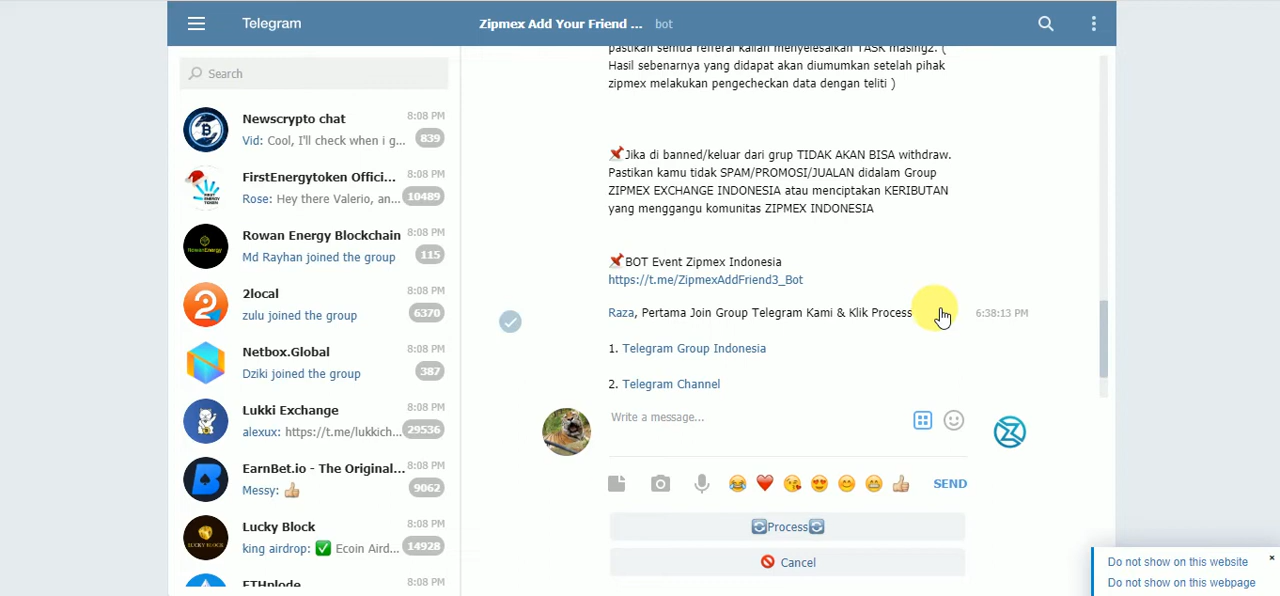 Telegram
Zipmex Add Your Friend ... bot
Search
Newscrypto chat 8:08 PM
Vid: Cool, I'll check when i g... 839
FirstEnergytoken Offici... 8:08 PM
Rose: Hey there Valerio, an... 10489
Rowan Energy Blockchain 8:08 PM
Md Rayhan joined the group 115
2local 8:08 PM
zulu joined the group 6370
Netbox.Global 8:08 PM
Dziki joined the group 387
Lukki Exchange 8:08 PM
alexux: https://t.me/lukkich... 29536
EarnBet.io - The Original... 8:08 PM
Messy: 👍 9062
Lucky Block 8:08 PM
king airdrop: ✅ Ecoin Aird... 14928
ETHplode 8:08 PM
pastikan semua refferal kalian menyelesaikan TASK masing2. (
Hasil sebenarnya yang didapat akan diumumkan setelah pihak
zipmex melakukan pengecheckan data dengan teliti )
📌Jika di banned/keluar dari grup TIDAK AKAN BISA withdraw.
Pastikan kamu tidak SPAM/PROMOSI/JUALAN didalam Group
ZIPMEX EXCHANGE INDONESIA atau menciptakan KERIBUTAN
yang menggangu komunitas ZIPMEX INDONESIA
📌BOT Event Zipmex Indonesia
https://t.me/ZipmexAddFriend3_Bot
Raza, Pertama Join Group Telegram Kami & Klik Process 6:38:13 PM
1. Telegram Group Indonesia
2. Telegram Channel
Write a message...
SEND
🔄Process🔄
🚫 Cancel
Do not show on this website
Do not show on this webpage